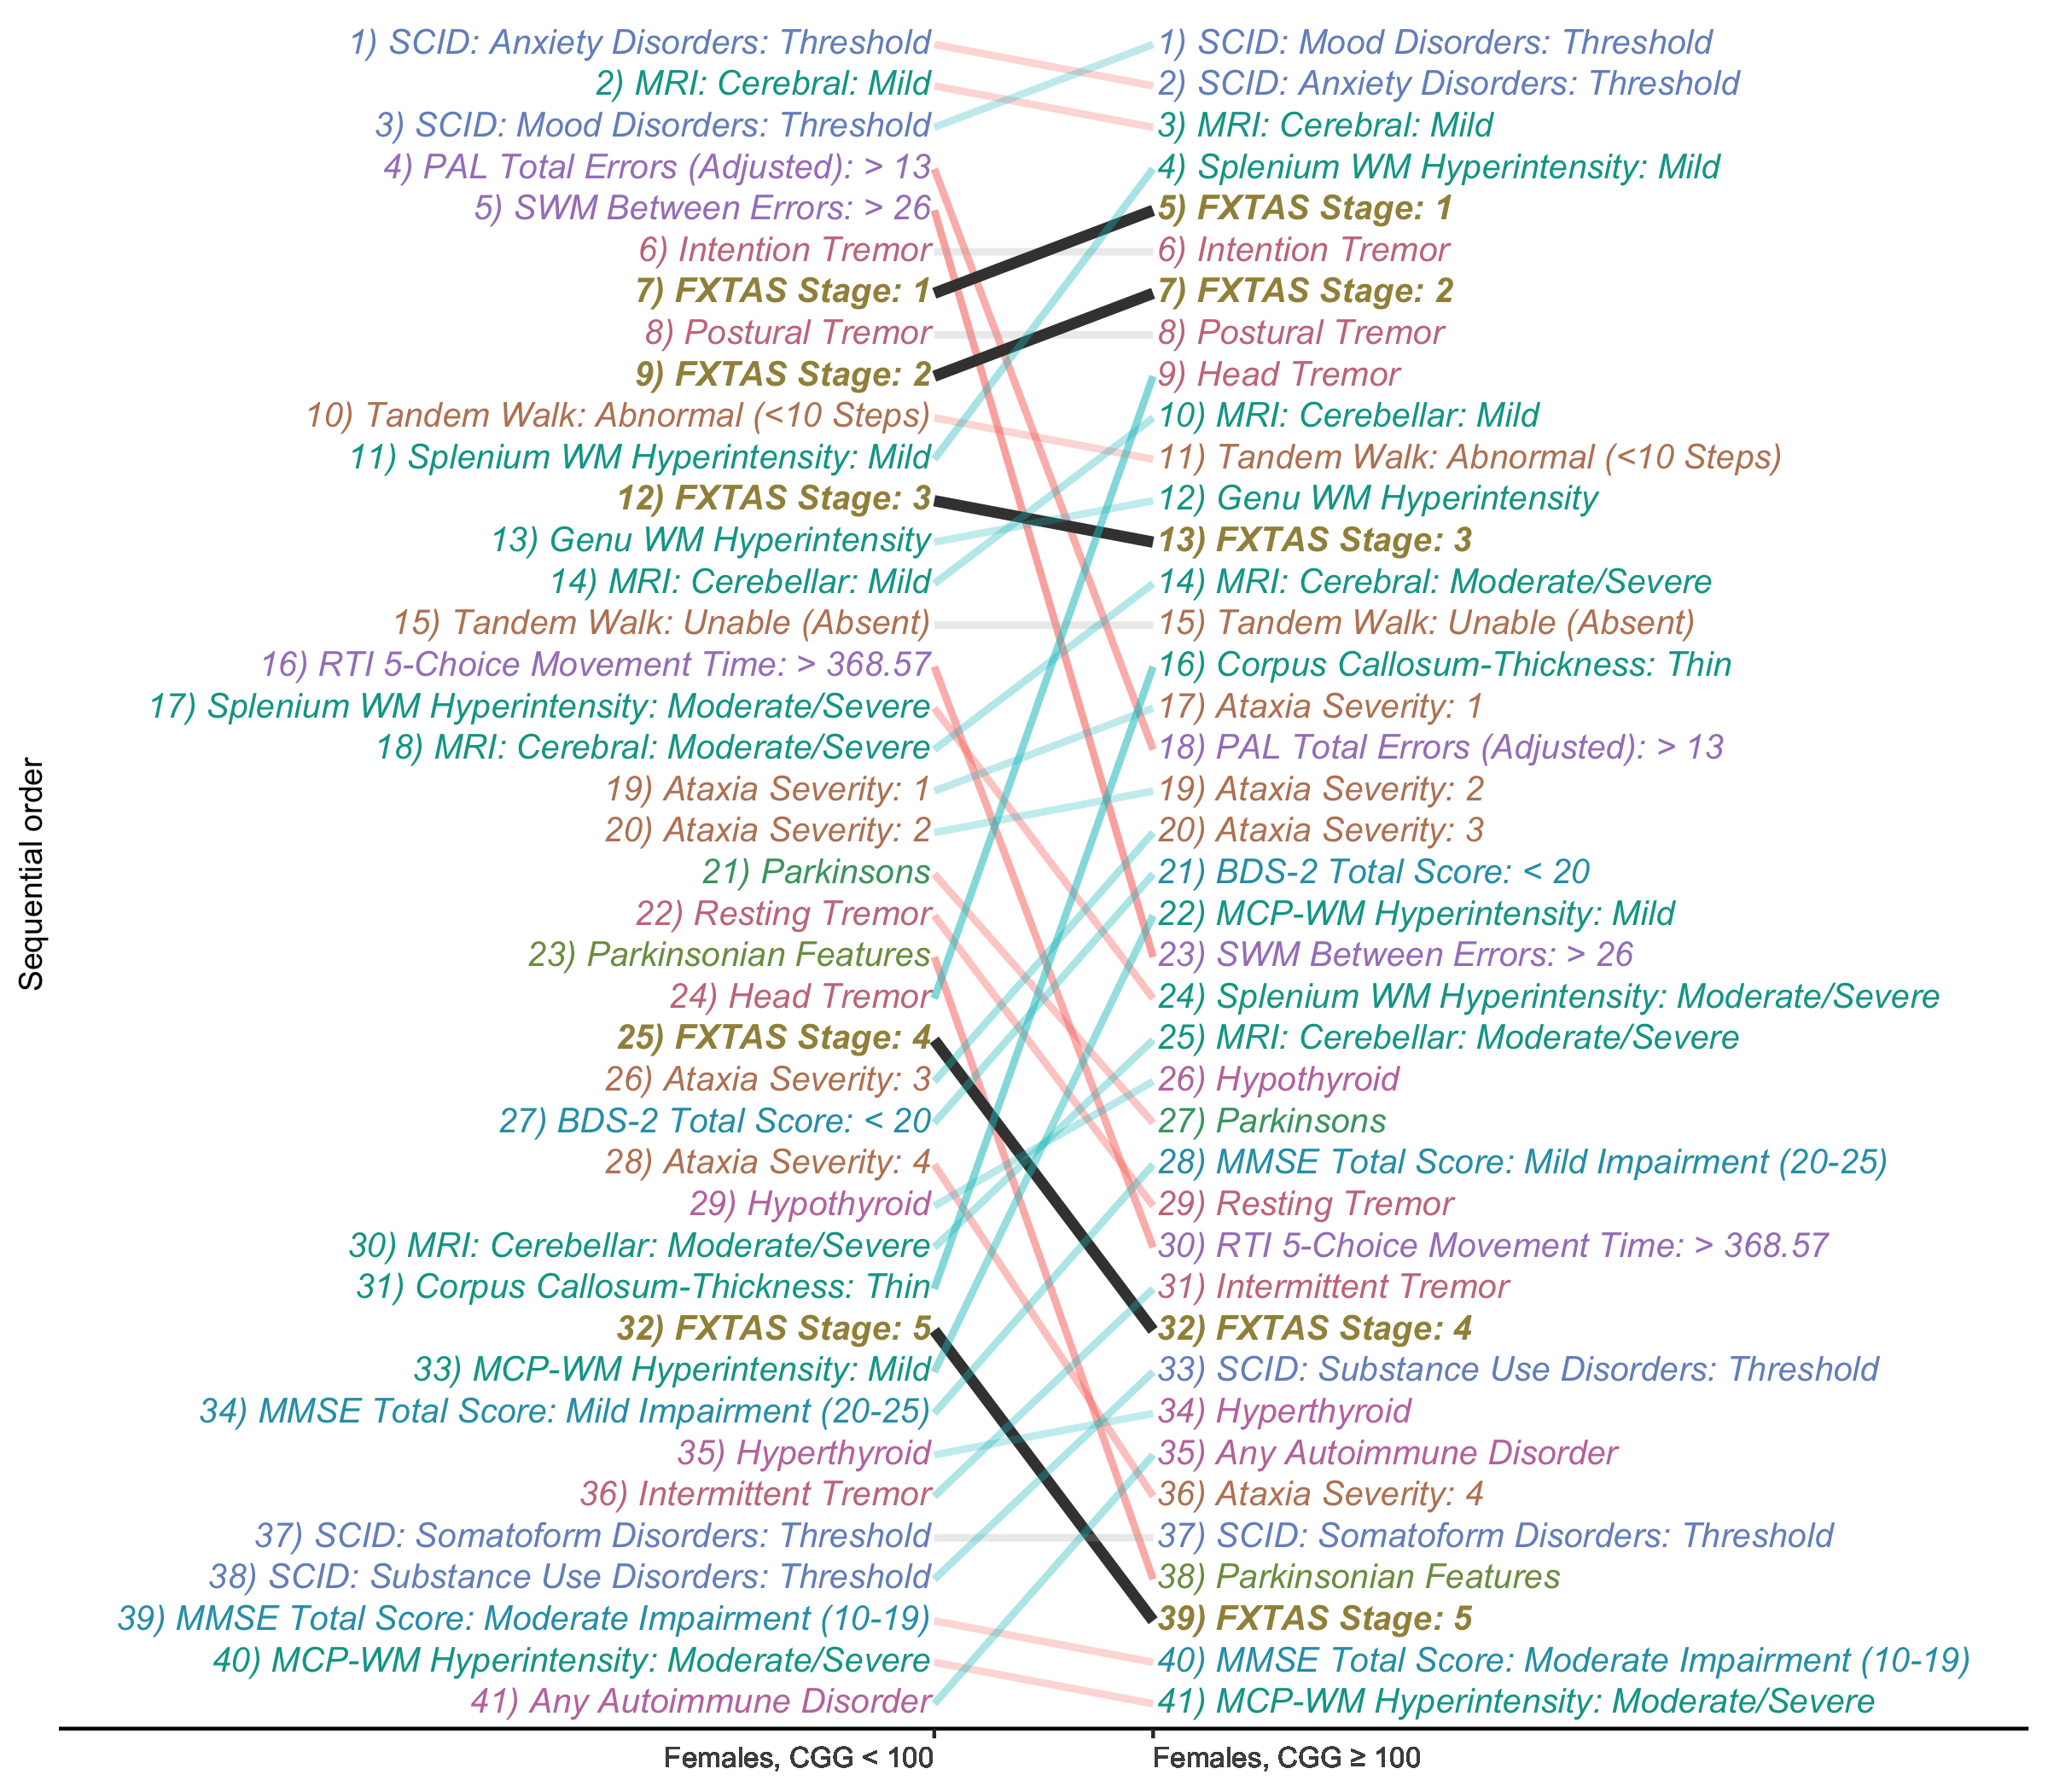 Sequential order
1) SCID: Anxiety Disorders: Threshold
2) MRI: Cerebral: Mild
3) SCID: Mood Disorders: Threshold
4) PAL Total Errors (Adjusted): > 13
5) SWM Between Errors: > 26
6) Intention Tremor
7) FXTAS Stage: 1
8) Postural Tremor
9) FXTAS Stage: 2
10) Tandem Walk: Abnormal (<10 Steps)
11) Splenium WM Hyperintensity: Mild
12) FXTAS Stage: 3
13) Genu WM Hyperintensity
14) MRI: Cerebellar: Mild
15) Tandem Walk: Unable (Absent)
16) RTI 5-Choice Movement Time: > 368.57
17) Splenium WM Hyperintensity: Moderate/Severe
18) MRI: Cerebral: Moderate/Severe
19) Ataxia Severity: 1
20) Ataxia Severity: 2
21) Parkinsons
22) Resting Tremor
23) Parkinsonian Features
24) Head Tremor
25) FXTAS Stage: 4
26) Ataxia Severity: 3
27) BDS-2 Total Score: < 20
28) Ataxia Severity: 4
29) Hypothyroid
30) MRI: Cerebellar: Moderate/Severe
31) Corpus Callosum-Thickness: Thin
32) FXTAS Stage: 5
33) MCP-WM Hyperintensity: Mild
34) MMSE Total Score: Mild Impairment (20-25)
35) Hyperthyroid
36) Intermittent Tremor
37) SCID: Somatoform Disorders: Threshold
38) SCID: Substance Use Disorders: Threshold
39) MMSE Total Score: Moderate Impairment (10-19)
40) MCP-WM Hyperintensity: Moderate/Severe
41) Any Autoimmune Disorder
1) SCID: Mood Disorders: Threshold
2) SCID: Anxiety Disorders: Threshold
3) MRI: Cerebral: Mild
4) Splenium WM Hyperintensity: Mild
5) FXTAS Stage: 1
6) Intention Tremor
7) FXTAS Stage: 2
8) Postural Tremor
9) Head Tremor
10) MRI: Cerebellar: Mild
11) Tandem Walk: Abnormal (<10 Steps)
12) Genu WM Hyperintensity
13) FXTAS Stage: 3
14) MRI: Cerebral: Moderate/Severe
15) Tandem Walk: Unable (Absent)
16) Corpus Callosum-Thickness: Thin
17) Ataxia Severity: 1
18) PAL Total Errors (Adjusted): > 13
19) Ataxia Severity: 2
20) Ataxia Severity: 3
21) BDS-2 Total Score: < 20
22) MCP-WM Hyperintensity: Mild
23) SWM Between Errors: > 26
24) Splenium WM Hyperintensity: Moderate/Severe
25) MRI: Cerebellar: Moderate/Severe
26) Hypothyroid
27) Parkinsons
28) MMSE Total Score: Mild Impairment (20-25)
29) Resting Tremor
30) RTI 5-Choice Movement Time: > 368.57
31) Intermittent Tremor
32) FXTAS Stage: 4
33) SCID: Substance Use Disorders: Threshold
34) Hyperthyroid
35) Any Autoimmune Disorder
36) Ataxia Severity: 4
37) SCID: Somatoform Disorders: Threshold
38) Parkinsonian Features
39) FXTAS Stage: 5
40) MMSE Total Score: Moderate Impairment (10-19)
41) MCP-WM Hyperintensity: Moderate/Severe
Females, CGG < 100
Females, CGG ≥ 100